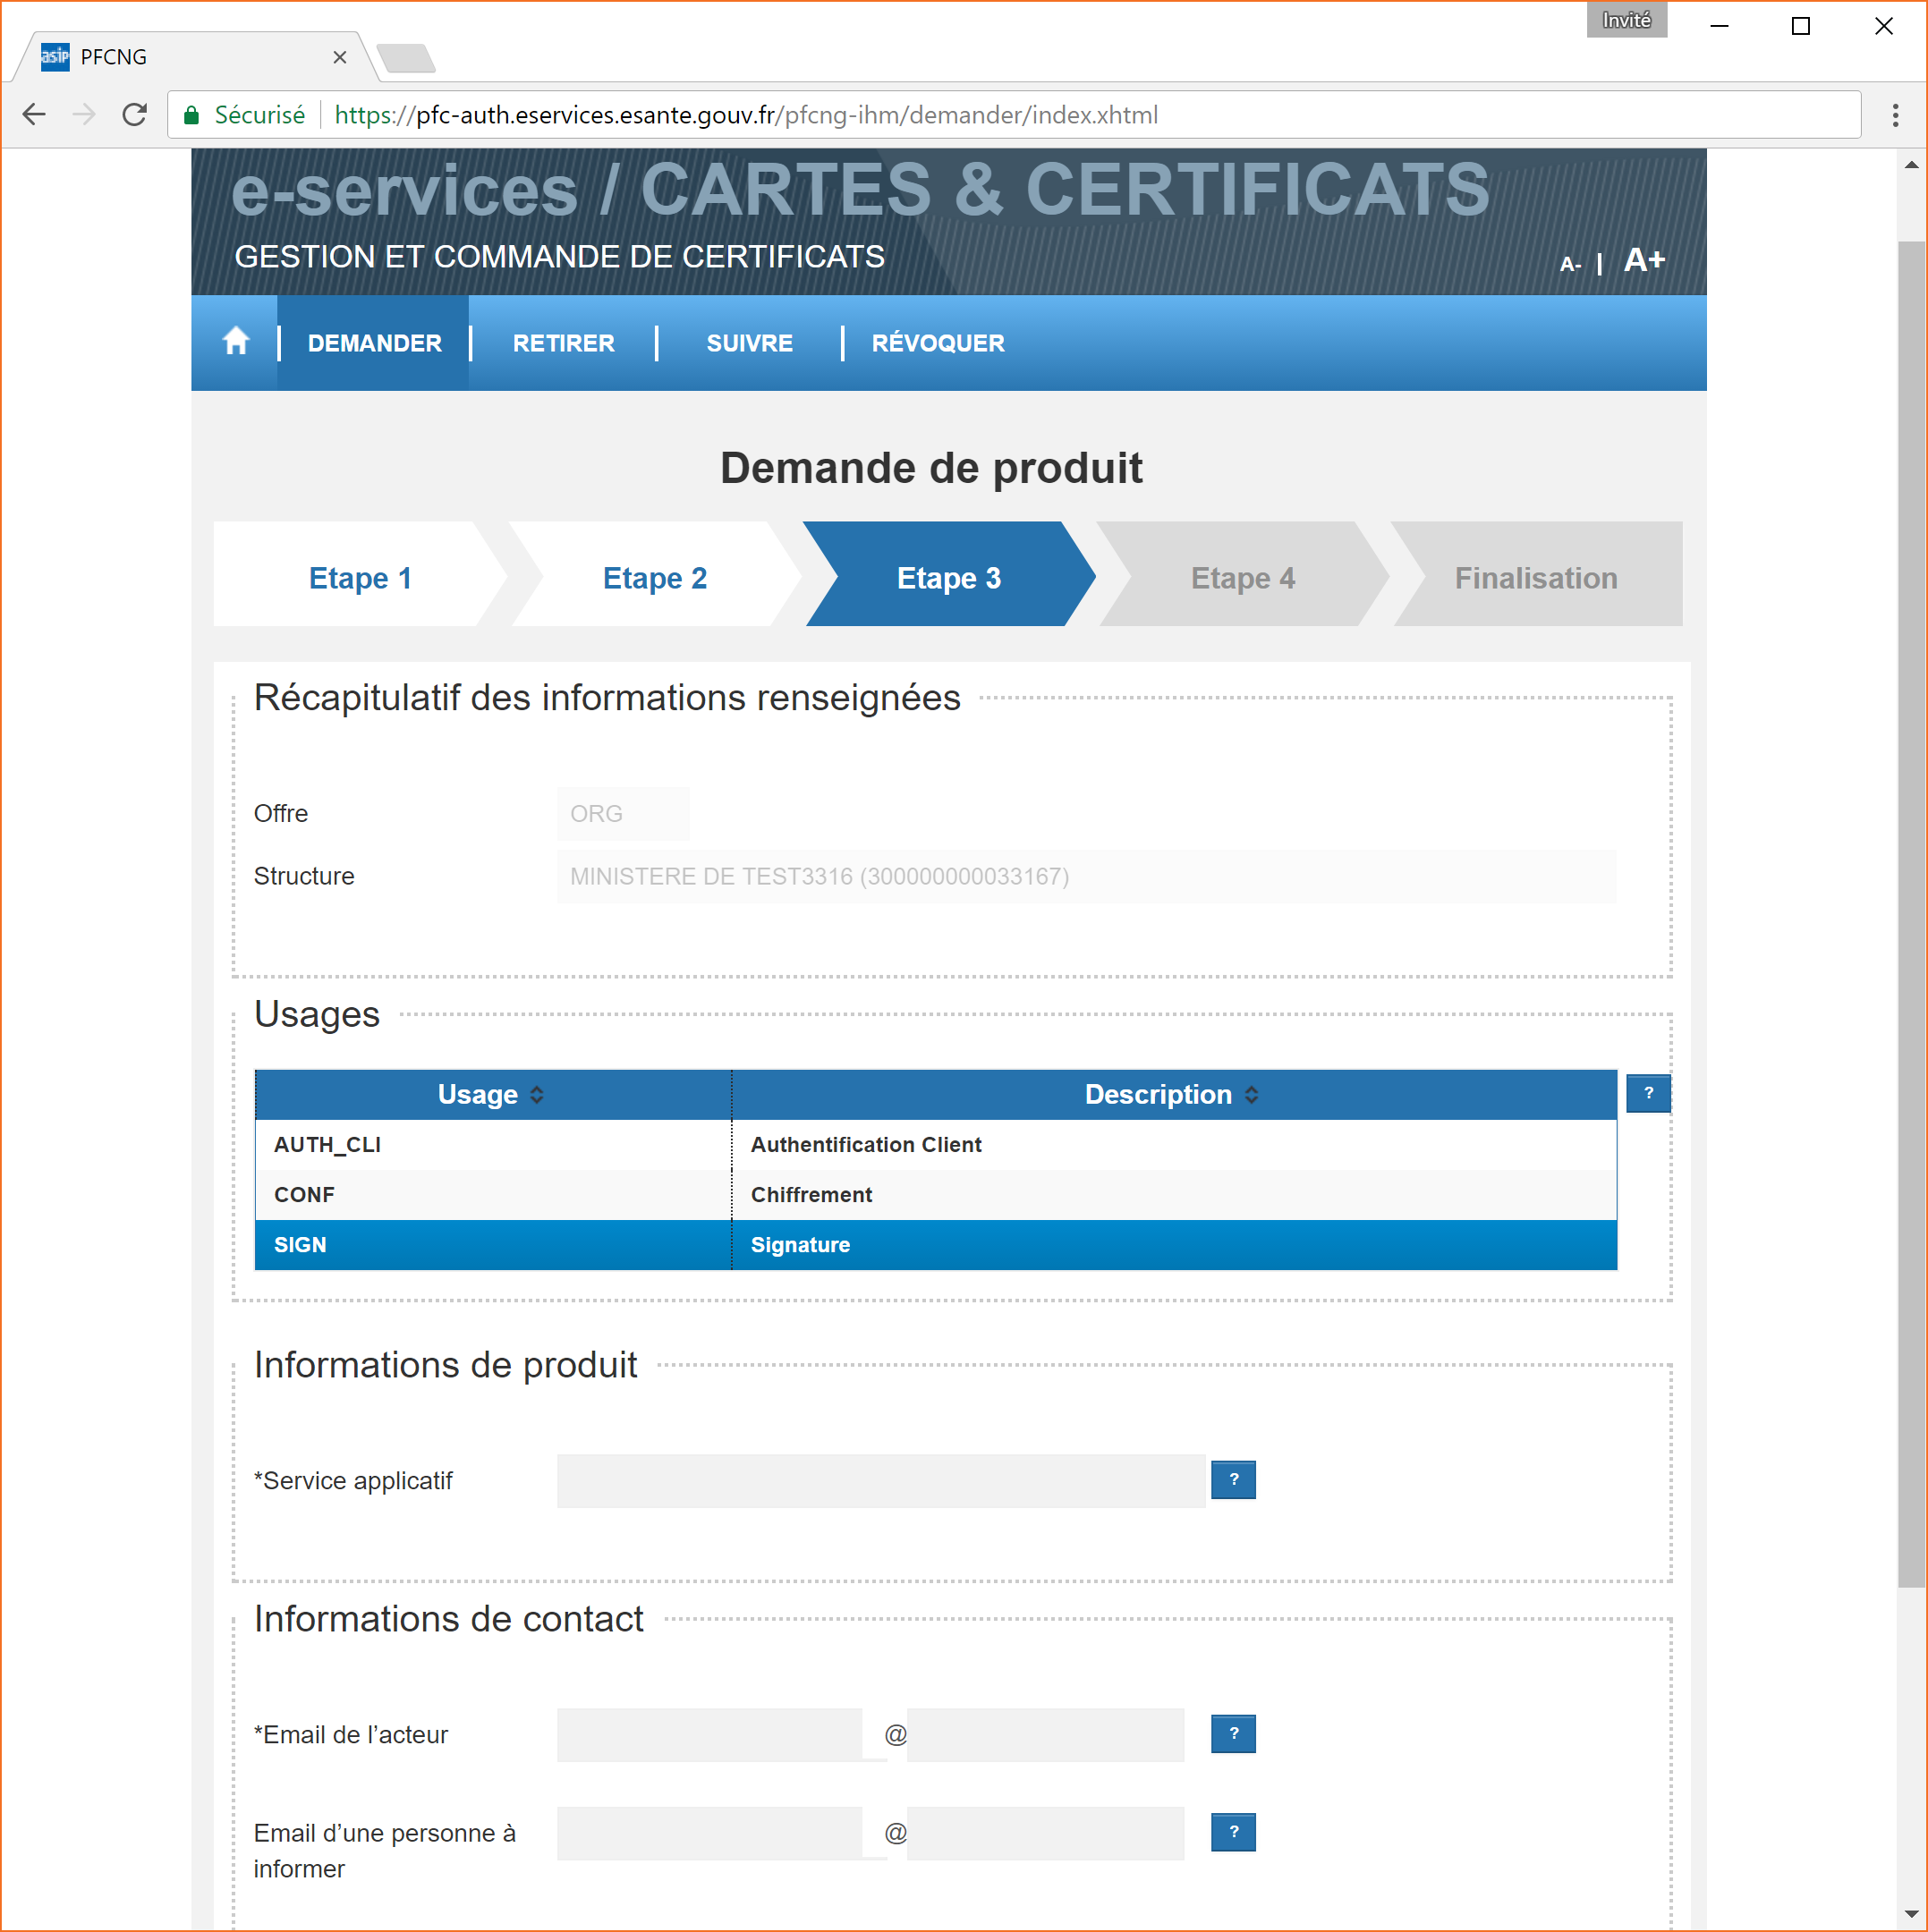 Invité
asip PFCNG
Sécurisé https://pfc-auth.eservices.esante.gouv.fr/pfcng-ihm/demander/index.xhtml
e-services / CARTES & CERTIFICATS
GESTION ET COMMANDE DE CERTIFICATS
A- | A+
DEMANDER RETIRER SUIVRE RÉVOQUER
Demande de produit
Etape 1 Etape 2 Etape 3 Etape 4 Finalisation
Récapitulatif des informations renseignées
Offre ORG
Structure MINISTERE DE TEST3316 (300000000033167)
Usages
Usage Description ?
AUTH_CLI Authentification Client
CONF Chiffrement
SIGN Signature
Informations de produit
*Service applicatif ?
Informations de contact
*Email de l’acteur @ ?
Email d’une personne à @ ?
informer